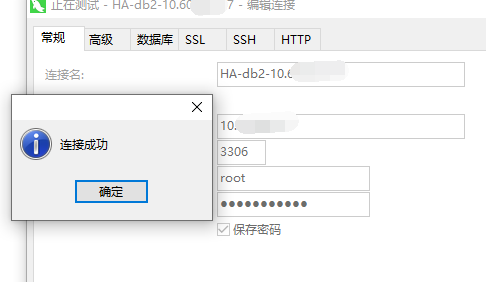 正在测试 - HA-db2-10.60 7 - 编辑连接
常规 高级 数据库 SSL SSH HTTP
连接名: HA-db2-10.6
连接成功
10.
3306
root
●●●●●●●●●●●
保存密码
确定